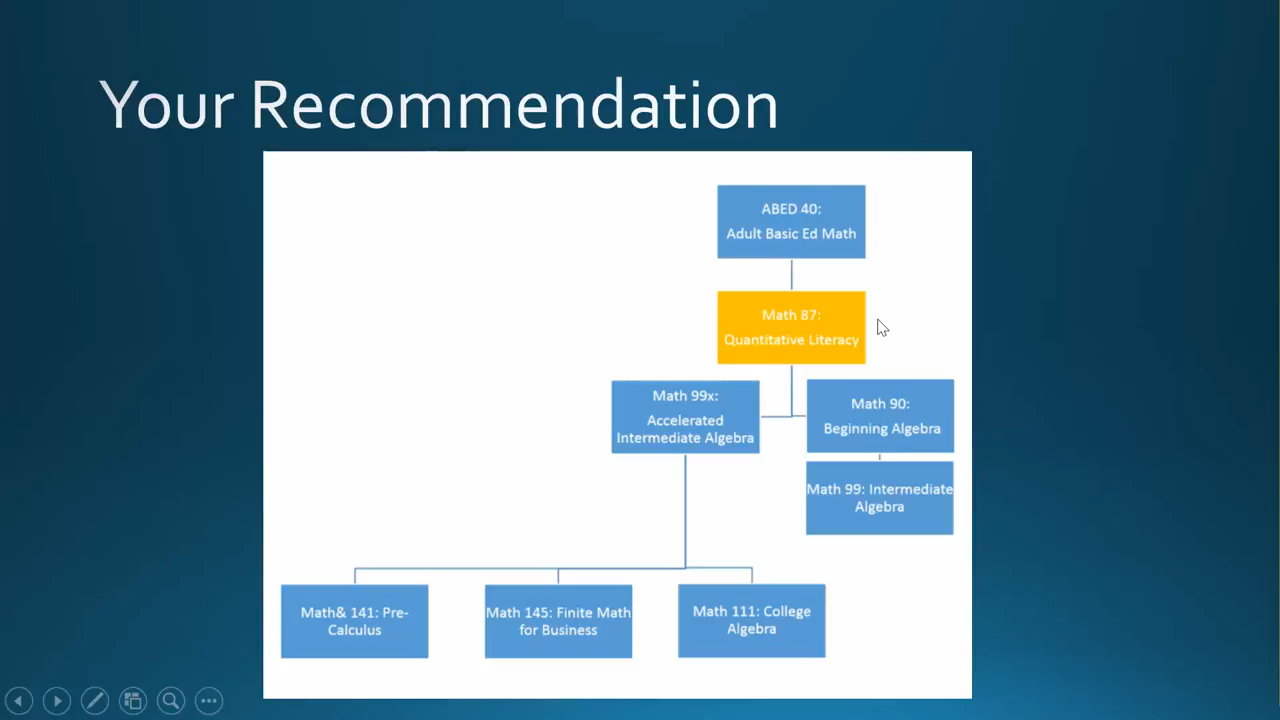 Your Recommendation
ABED 40:
Adult Basic Ed Math
Math 87:
Quantitative Literacy
Math 99x:
Accelerated
Intermediate Algebra
Math 90:
Beginning Algebra
Math 99: Intermediate
Algebra
Math& 141: Pre-
Calculus
Math 145: Finite Math
for Business
Math 111: College
Algebra